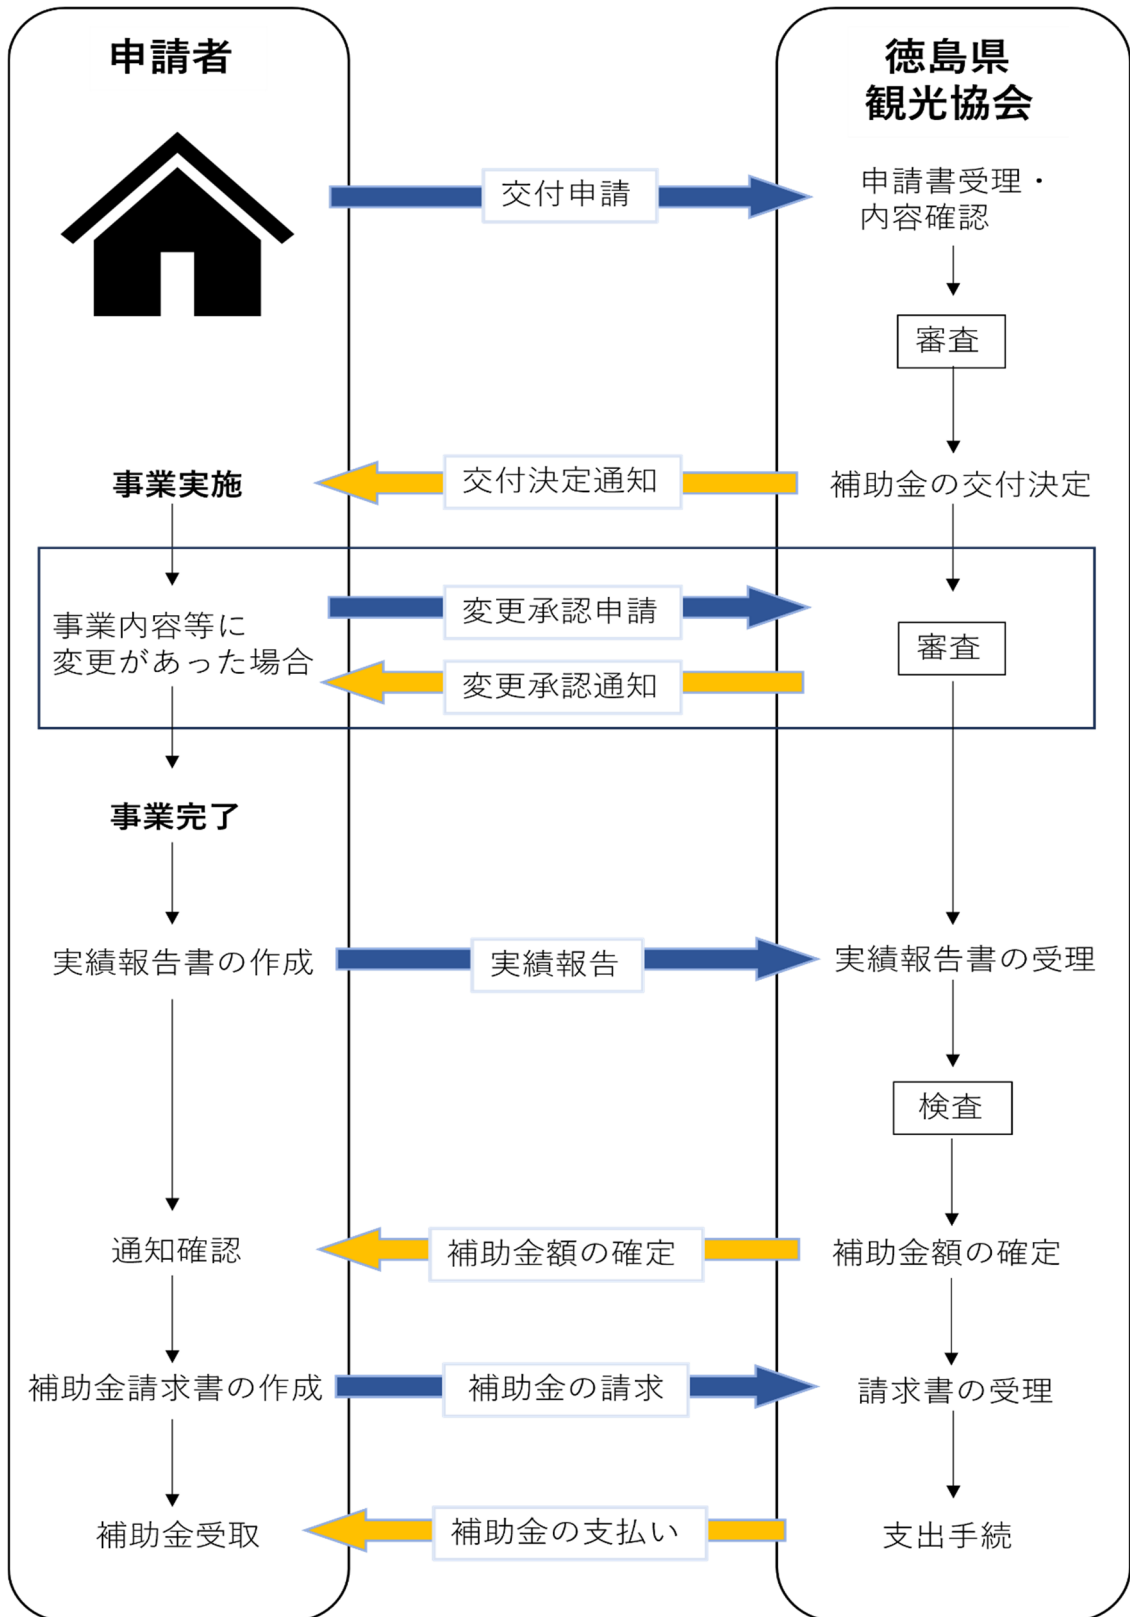 申請者
徳島県
観光協会
交付申請
申請書受理・
内容確認
審査
事業実施
交付決定通知
補助金の交付決定
事業内容等に
変更があった場合
変更承認申請
変更承認通知
審査
事業完了
実績報告書の作成
実績報告
実績報告書の受理
検査
通知確認
補助金額の確定
補助金額の確定
補助金請求書の作成
補助金の請求
請求書の受理
補助金受取
補助金の支払い
支出手続